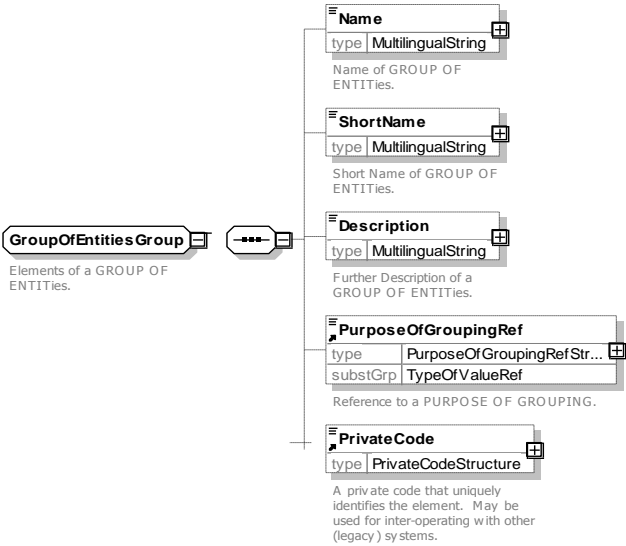 Name
type MultilingualString
Name of GROUP OF
ENTITies.
ShortName
type MultilingualString
Short Name of GROUP OF
ENTITies.
Description
type MultilingualString
Further Description of a
GROUP OF ENTITies.
GroupOfEntitiesGroup
Elements of a GROUP OF
ENTITies.
PurposeOfGroupingRef
type PurposeOfGroupingRefStr...
substGrp TypeOfValueRef
Reference to a PURPOSE OF GROUPING.
PrivateCode
type PrivateCodeStructure
A private code that uniquely
identifies the element. May be
used for inter-operating with other
(legacy) systems.